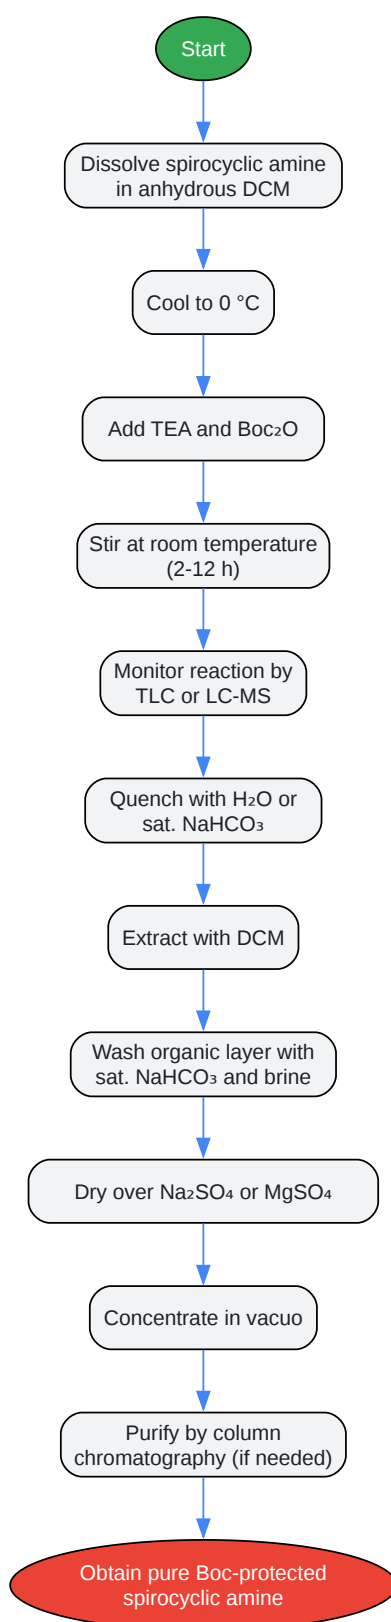 Start
Dissolve spirocyclic amine
in anhydrous DCM
Cool to 0 °C
Add TEA and Boc₂O
Stir at room temperature
(2-12 h)
Monitor reaction by
TLC or LC-MS
Quench with H₂O or
sat. NaHCO₃
Extract with DCM
Wash organic layer with
sat. NaHCO₃ and brine
Dry over Na₂SO₄ or MgSO₄
Concentrate in vacuo
Purify by column
chromatography (if needed)
Obtain pure Boc-protected
spirocyclic amine